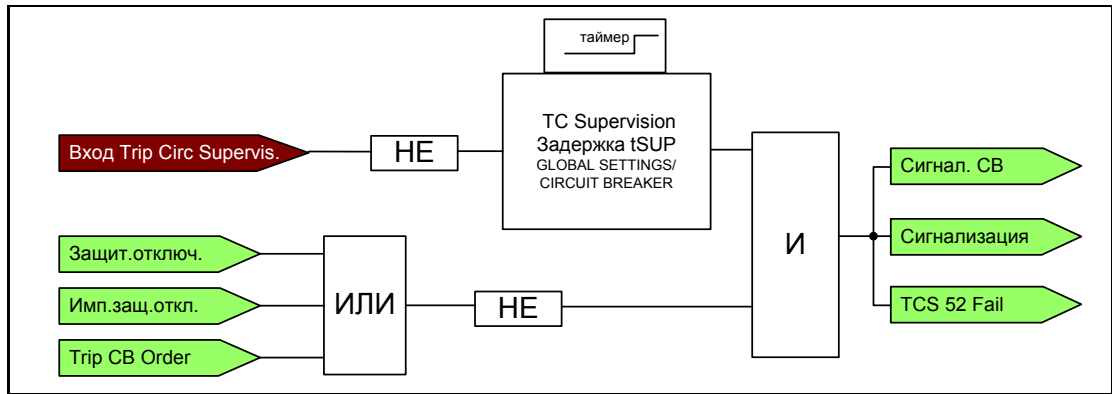 таймер
TC Supervision
Задержка tSUP
GLOBAL SETTINGS/
CIRCUIT BREAKER
Вход Trip Circ Supervis.
НЕ
Защит.отключ.
Имп.защ.откл.
Trip CB Order
ИЛИ
НЕ
И
Сигнал. СВ
Сигнализация
TCS 52 Fail